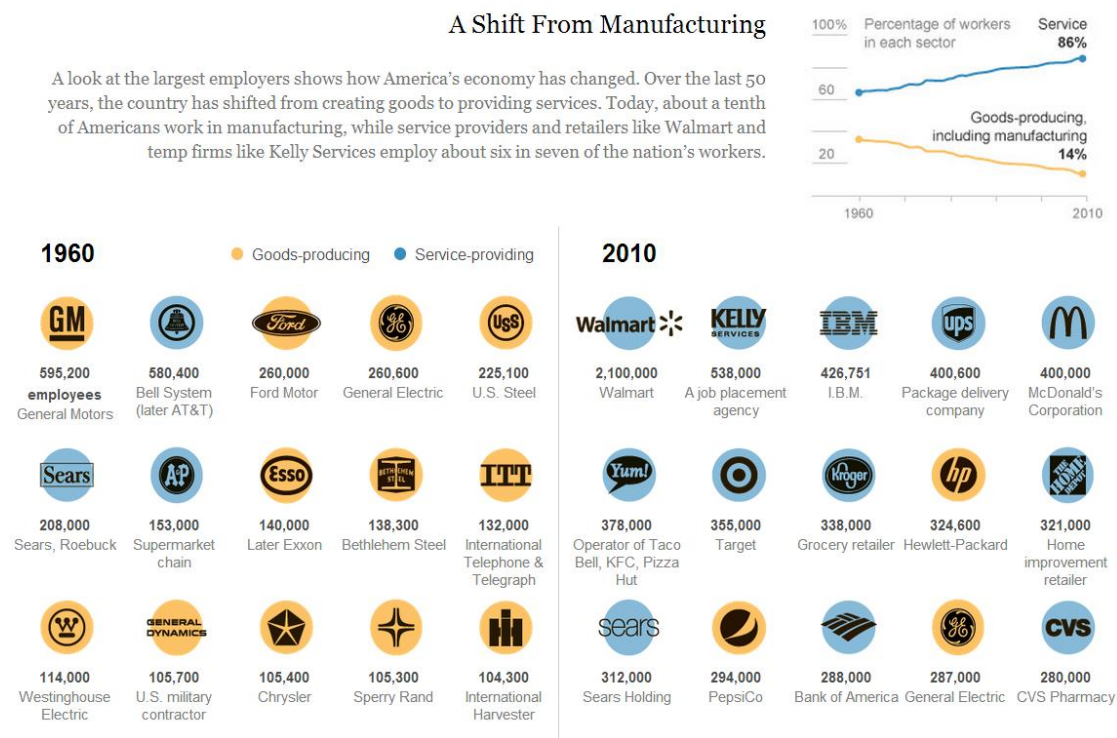 A Shift From Manufacturing
A look at the largest employers shows how America's economy has changed. Over the last 50
years, the country has shifted from creating goods to providing services. Today, about a tenth
of Americans work in manufacturing, while service providers and retailers like Walmart and
temp firms like Kelly Services employ about six in seven of the nation's workers.
100% Percentage of workers
in each sector
Service
86%
60
Goods-producing,
including manufacturing
14%
20
1960 2010
1960
Goods-producing Service-providing
GM
595,200
employees
General Motors
580,400
Bell System
(later AT&T)
Ford
260,000
Ford Motor
GE
260,600
General Electric
USS
225,100
U.S. Steel
Sears
208,000
Sears, Roebuck
A&P
153,000
Supermarket
chain
Esso
140,000
Later Exxon
BETHLEHEM
STEEL
138,300
Bethlehem Steel
ITT
132,000
International
Telephone &
Telegraph
W
114,000
Westinghouse
Electric
GENERAL
DYNAMICS
105,700
U.S. military
contractor
105,400
Chrysler
105,300
Sperry Rand
104,300
International
Harvester
2010
Walmart
2,100,000
Walmart
KELLY
SERVICES
538,000
A job placement
agency
IBM
426,751
I.B.M.
ups
400,600
Package delivery
company
M
400,000
McDonald's
Corporation
Yum!
378,000
Operator of Taco
Bell, KFC, Pizza
Hut
355,000
Target
Kroger
338,000
Grocery retailer
hp
324,600
Hewlett-Packard
THE
HOME
DEPOT
321,000
Home
improvement
retailer
sears
312,000
Sears Holding
294,000
PepsiCo
288,000
Bank of America
GE
287,000
General Electric
CVS
280,000
CVS Pharmacy